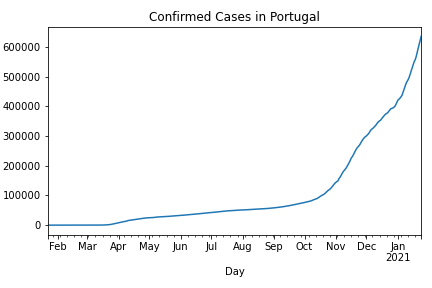 Confirmed Cases in Portugal
600000
500000
400000
300000
200000
100000
0
Feb Mar Apr May Jun Jul Aug Sep Oct Nov Dec Jan
2021
Day